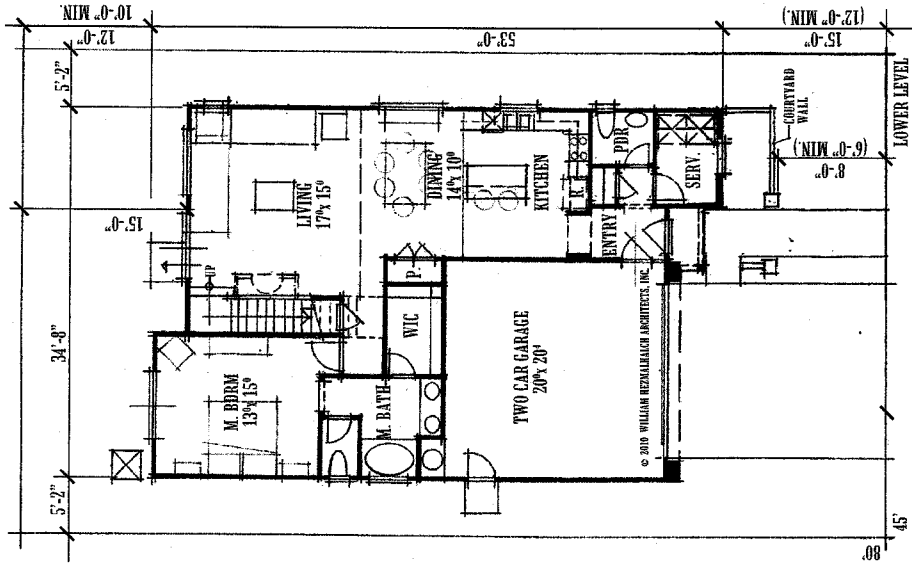 10'-0" MIN.
12'-0"
53'-0"
(12'-0" MIN.)
15'-0"
5'-2"
34'-8"
5'-2"
15'-0"
UP
LIVING
17⁰x 15⁰
DINING
14⁰x 10⁰
KITCHEN
R.
PDR
SERV.
ENTRY
P.
WIC
M. BDRM
13⁰x 15⁰
M. BATH
TWO CAR GARAGE
20⁰x 20⁴
© 2010 WILLIAM HEZMALHALCH ARCHITECTS, INC.
COURTYARD
WALL
(6'-0" MIN.)
8'-0"
LOWER LEVEL
45'
80'